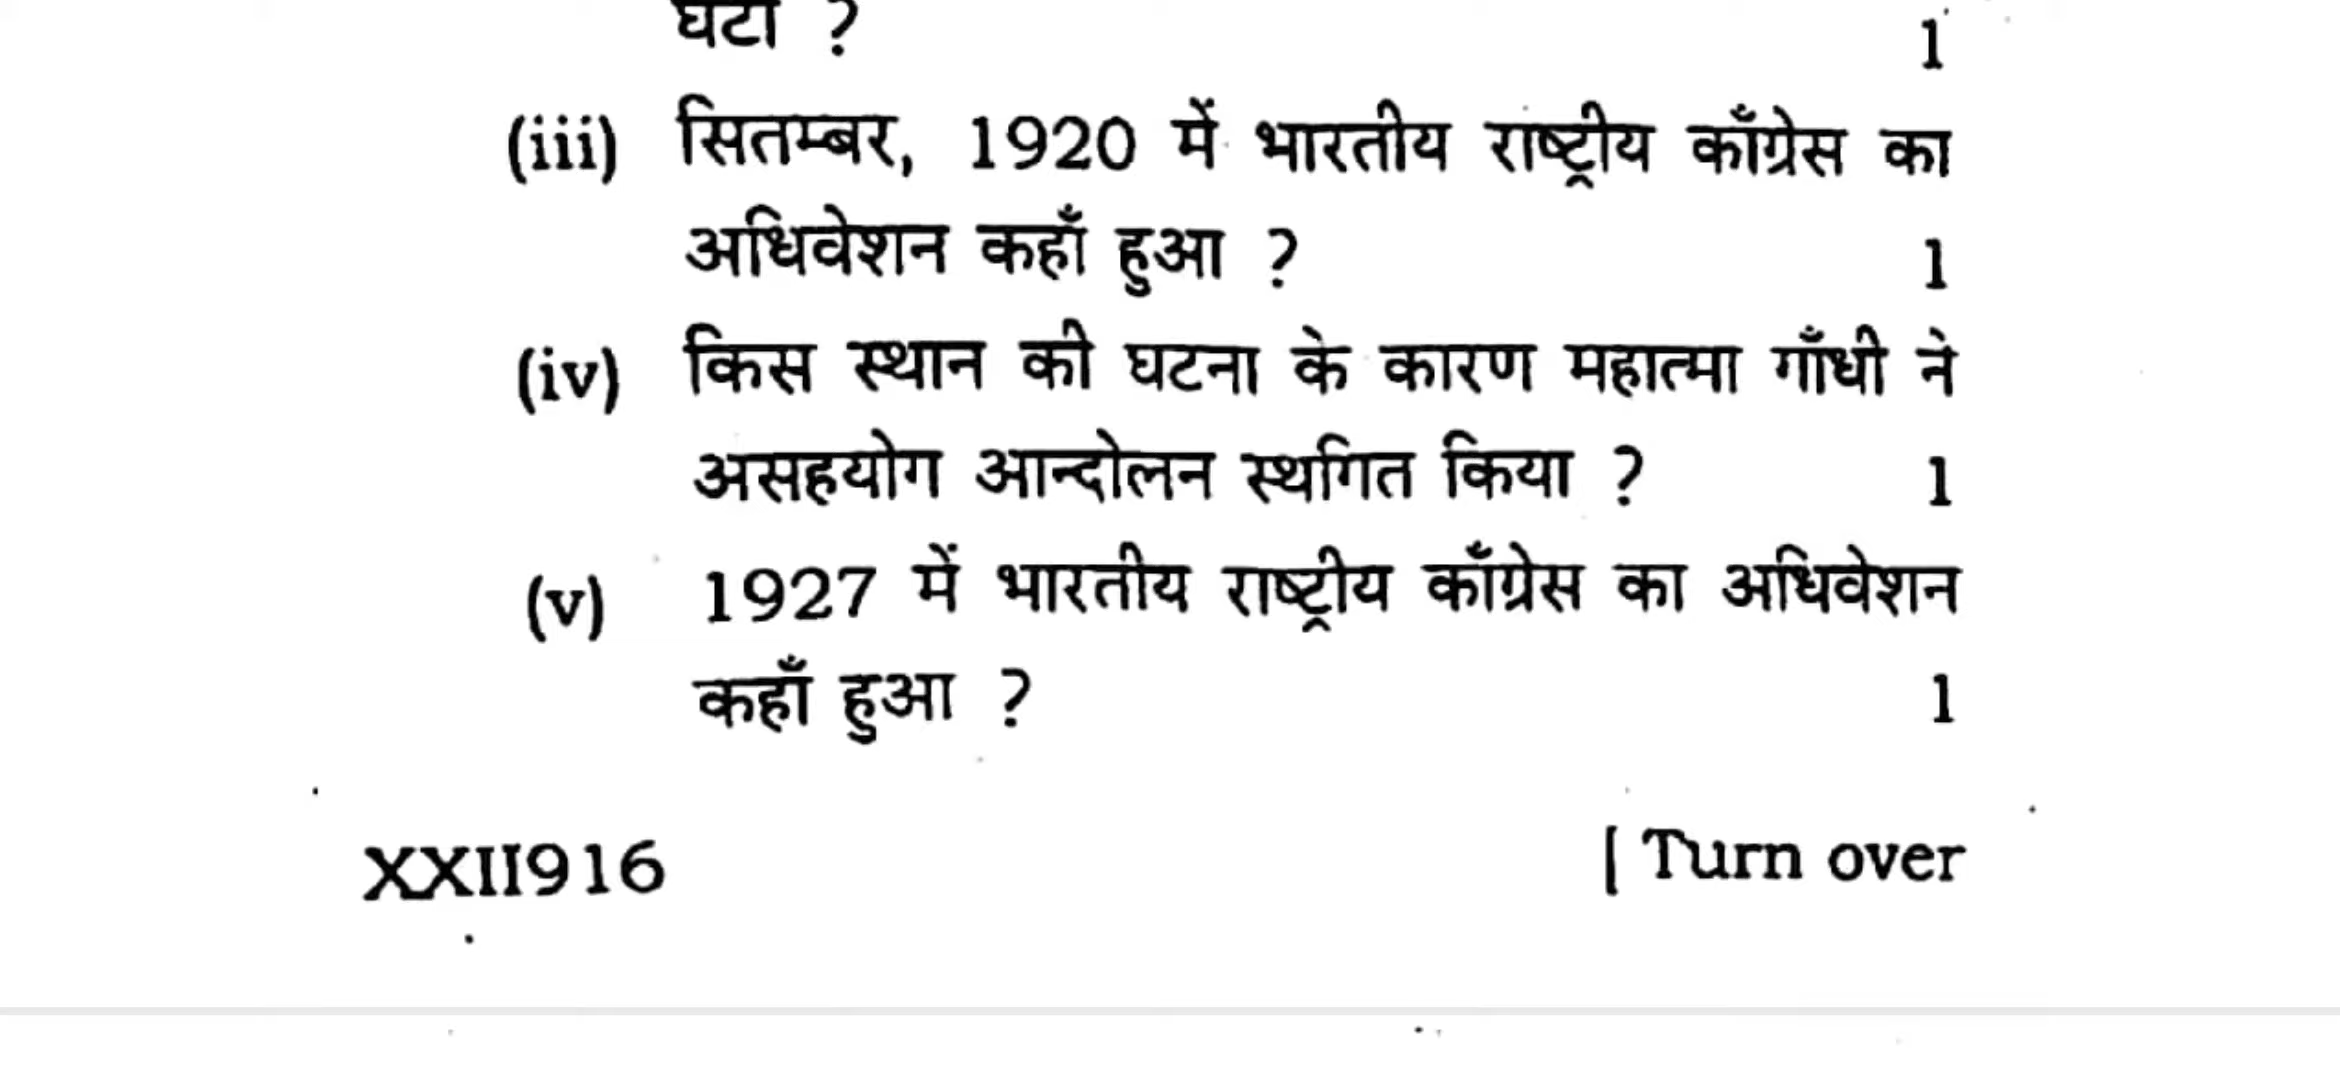 घटी ? 1
(iii) सितम्बर, 1920 में भारतीय राष्ट्रीय काँग्रेस का
अधिवेशन कहाँ हुआ ? 1
(iv) किस स्थान की घटना के कारण महात्मा गाँधी ने
असहयोग आन्दोलन स्थगित किया ? 1
(v) 1927 में भारतीय राष्ट्रीय काँग्रेस का अधिवेशन
कहाँ हुआ ? 1
XXII916 [ Turn over